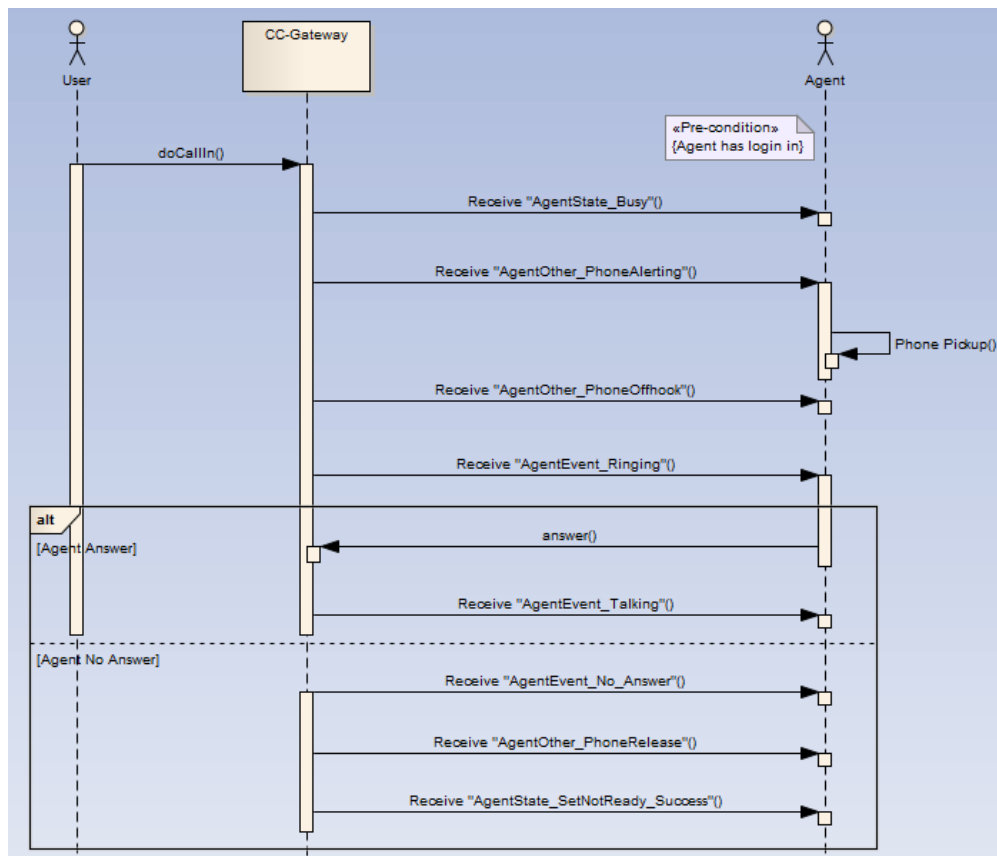 CC-Gateway
User
Agent
«Pre-condition»
{Agent has login in}
doCallIn()
Receive "AgentState_Busy"()
Receive "AgentOther_PhoneAlerting"()
Phone Pickup()
Receive "AgentOther_PhoneOffhook"()
Receive "AgentEvent_Ringing"()
alt
[Agent Answer]
answer()
Receive "AgentEvent_Talking"()
[Agent No Answer]
Receive "AgentEvent_No_Answer"()
Receive "AgentOther_PhoneRelease"()
Receive "AgentState_SetNotReady_Success"()